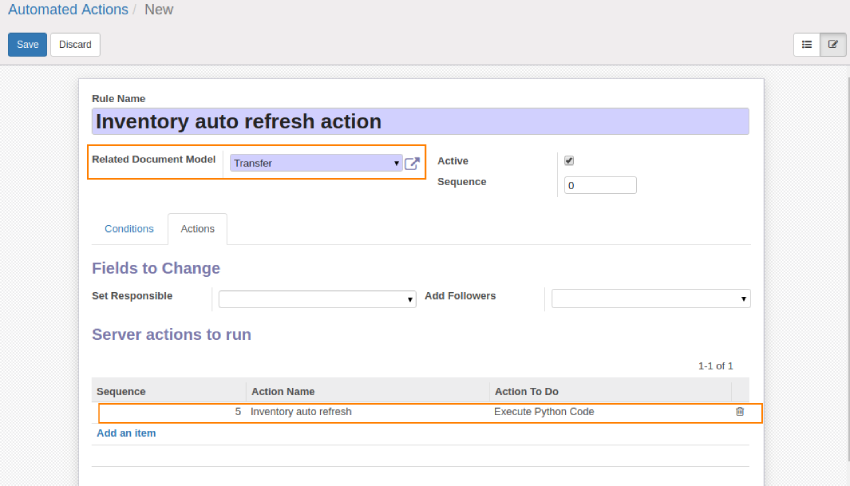 Automated Actions / New
Save Discard
Rule Name
Inventory auto refresh action
Related Document Model Transfer Active
Sequence 0
Conditions Actions
Fields to Change
Set Responsible Add Followers
Server actions to run
1-1 of 1
Sequence Action Name Action To Do
5 Inventory auto refresh Execute Python Code
Add an item